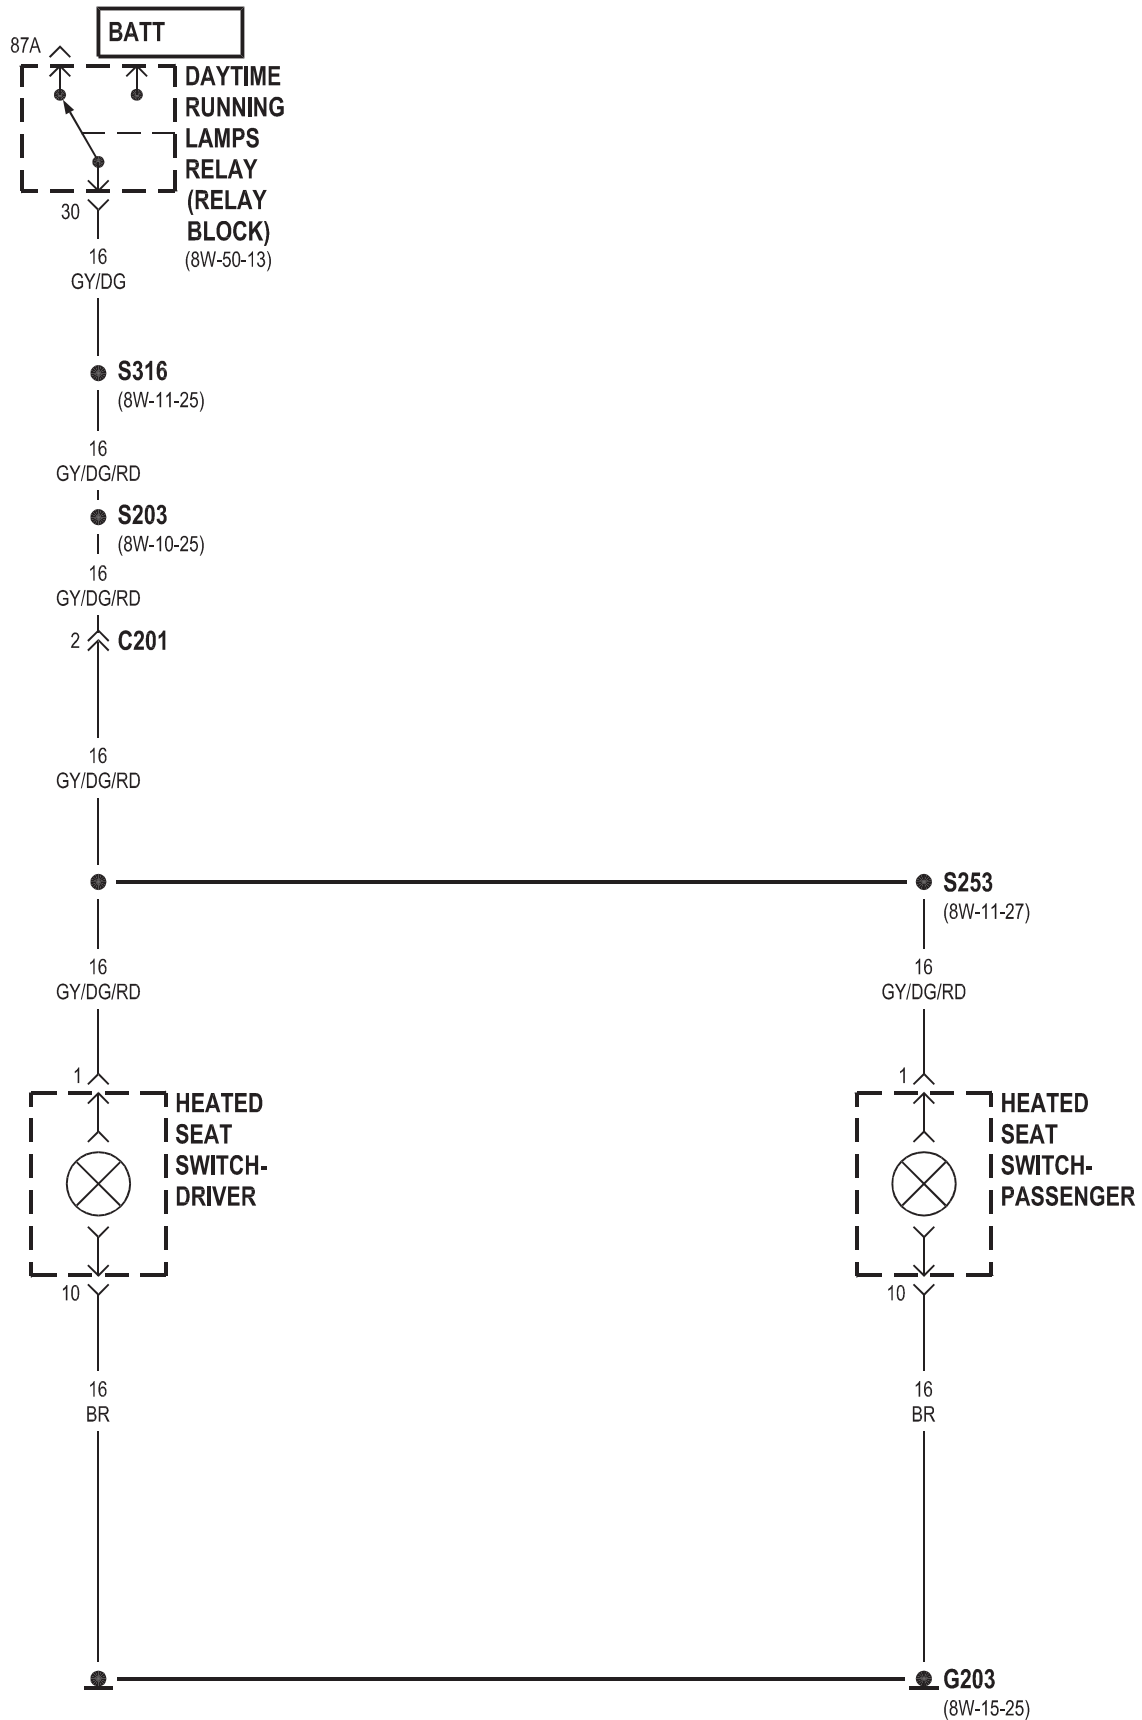 BATT
87A
DAYTIME
RUNNING
LAMPS
RELAY
(RELAY
BLOCK)
(8W-50-13)
30
16
GY/DG
S316
(8W-11-25)
16
GY/DG/RD
S203
(8W-10-25)
16
GY/DG/RD
2
C201
16
GY/DG/RD
S253
(8W-11-27)
16
GY/DG/RD
16
GY/DG/RD
1
HEATED
SEAT
SWITCH-
DRIVER
10
1
HEATED
SEAT
SWITCH-
PASSENGER
10
16
BR
16
BR
G203
(8W-15-25)